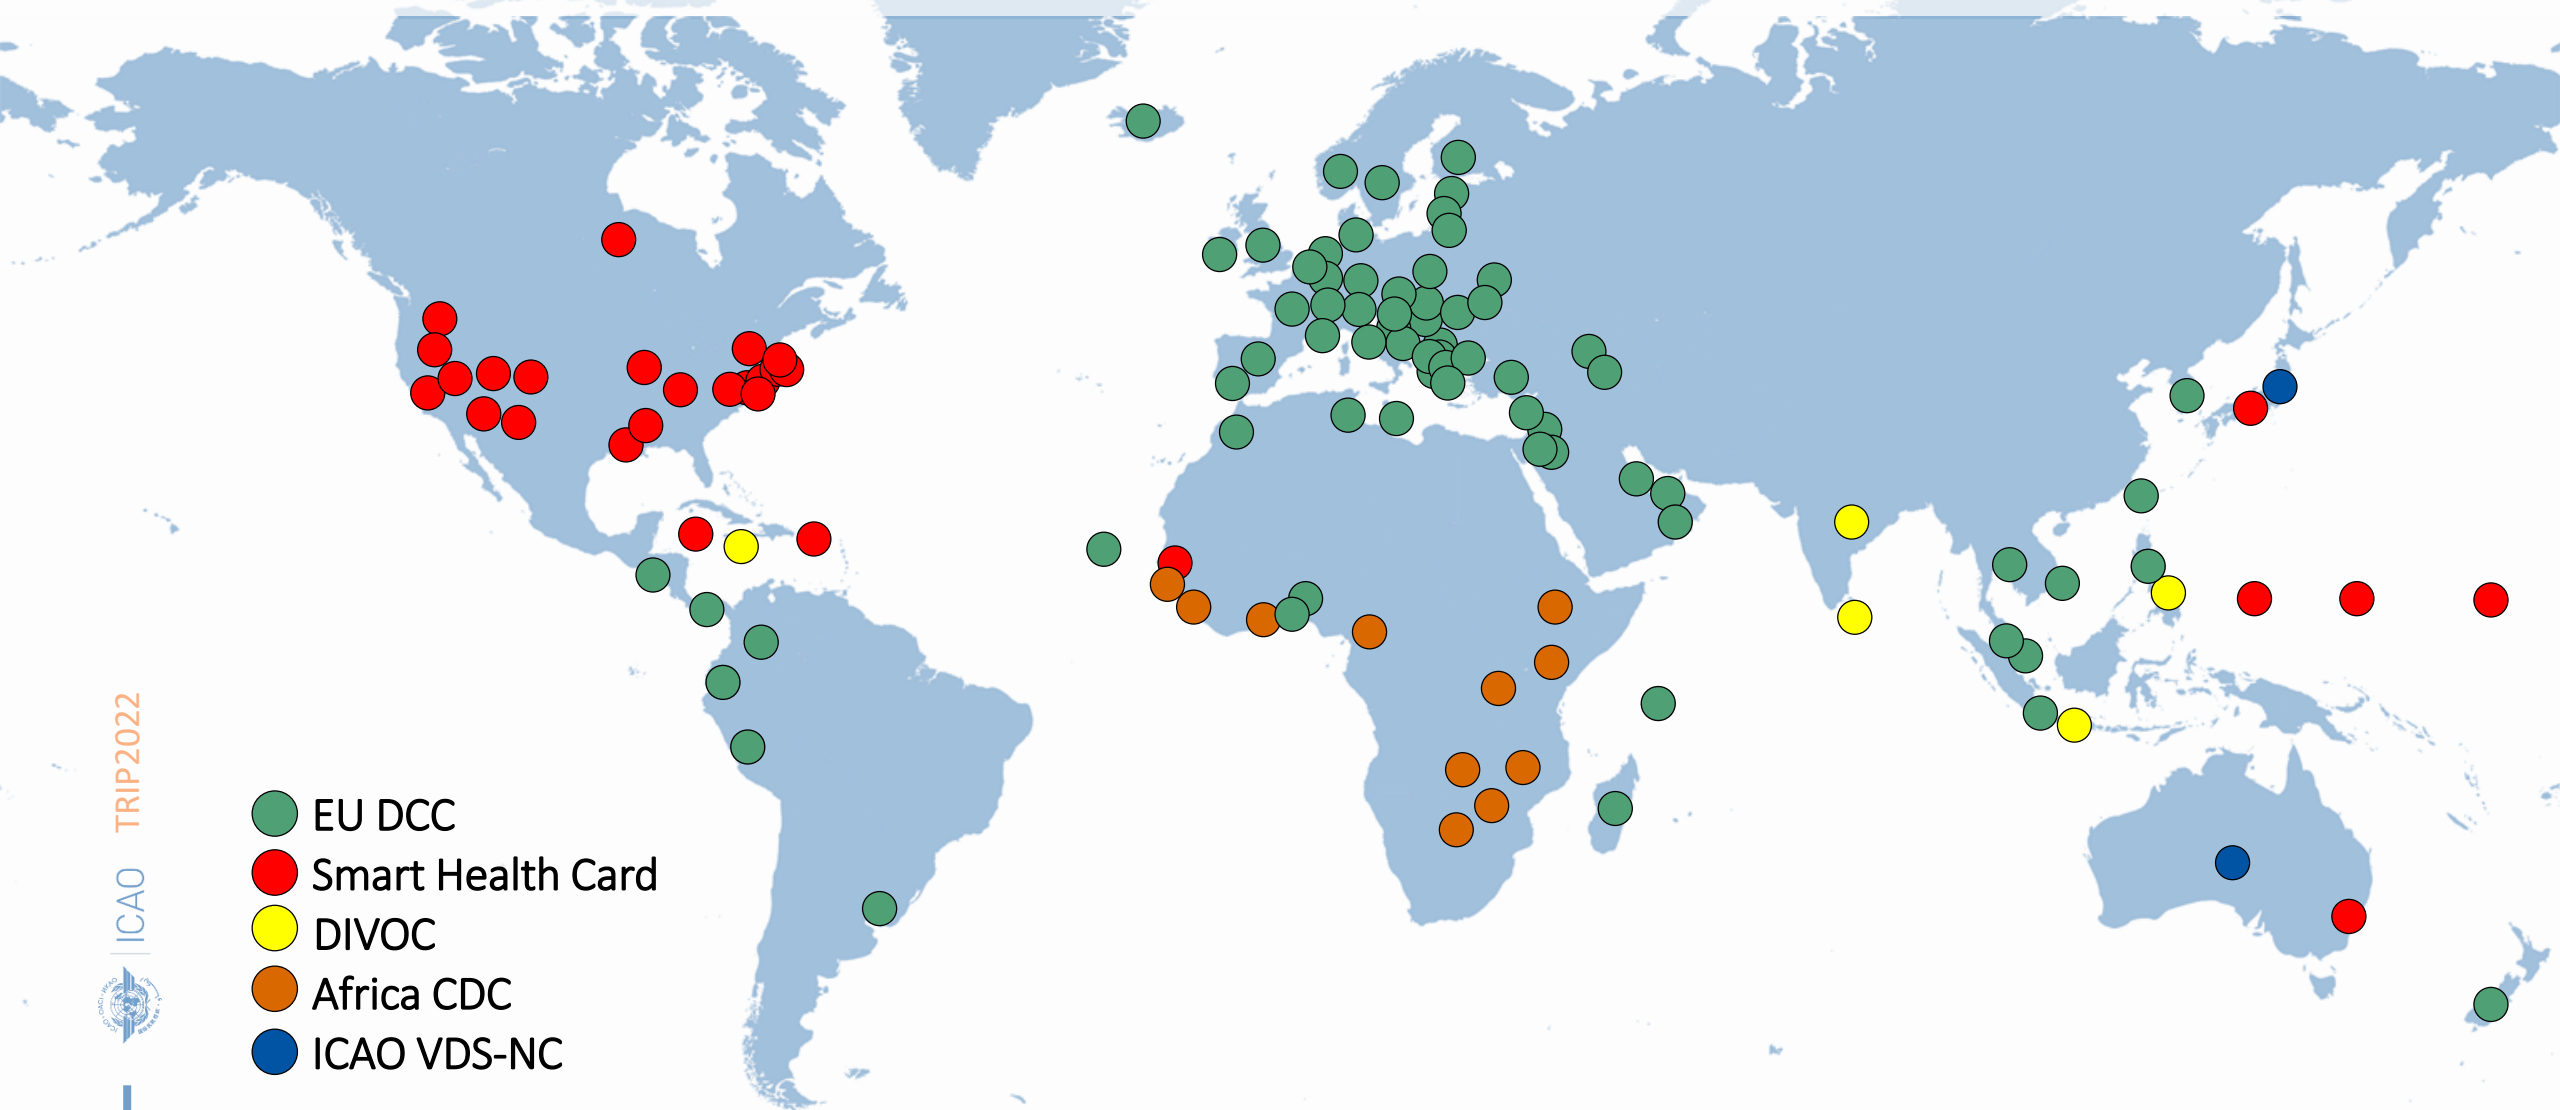 EU DCC
Smart Health Card
DIVOC
Africa CDC
ICAO VDS-NC
ICAO TRIP2022